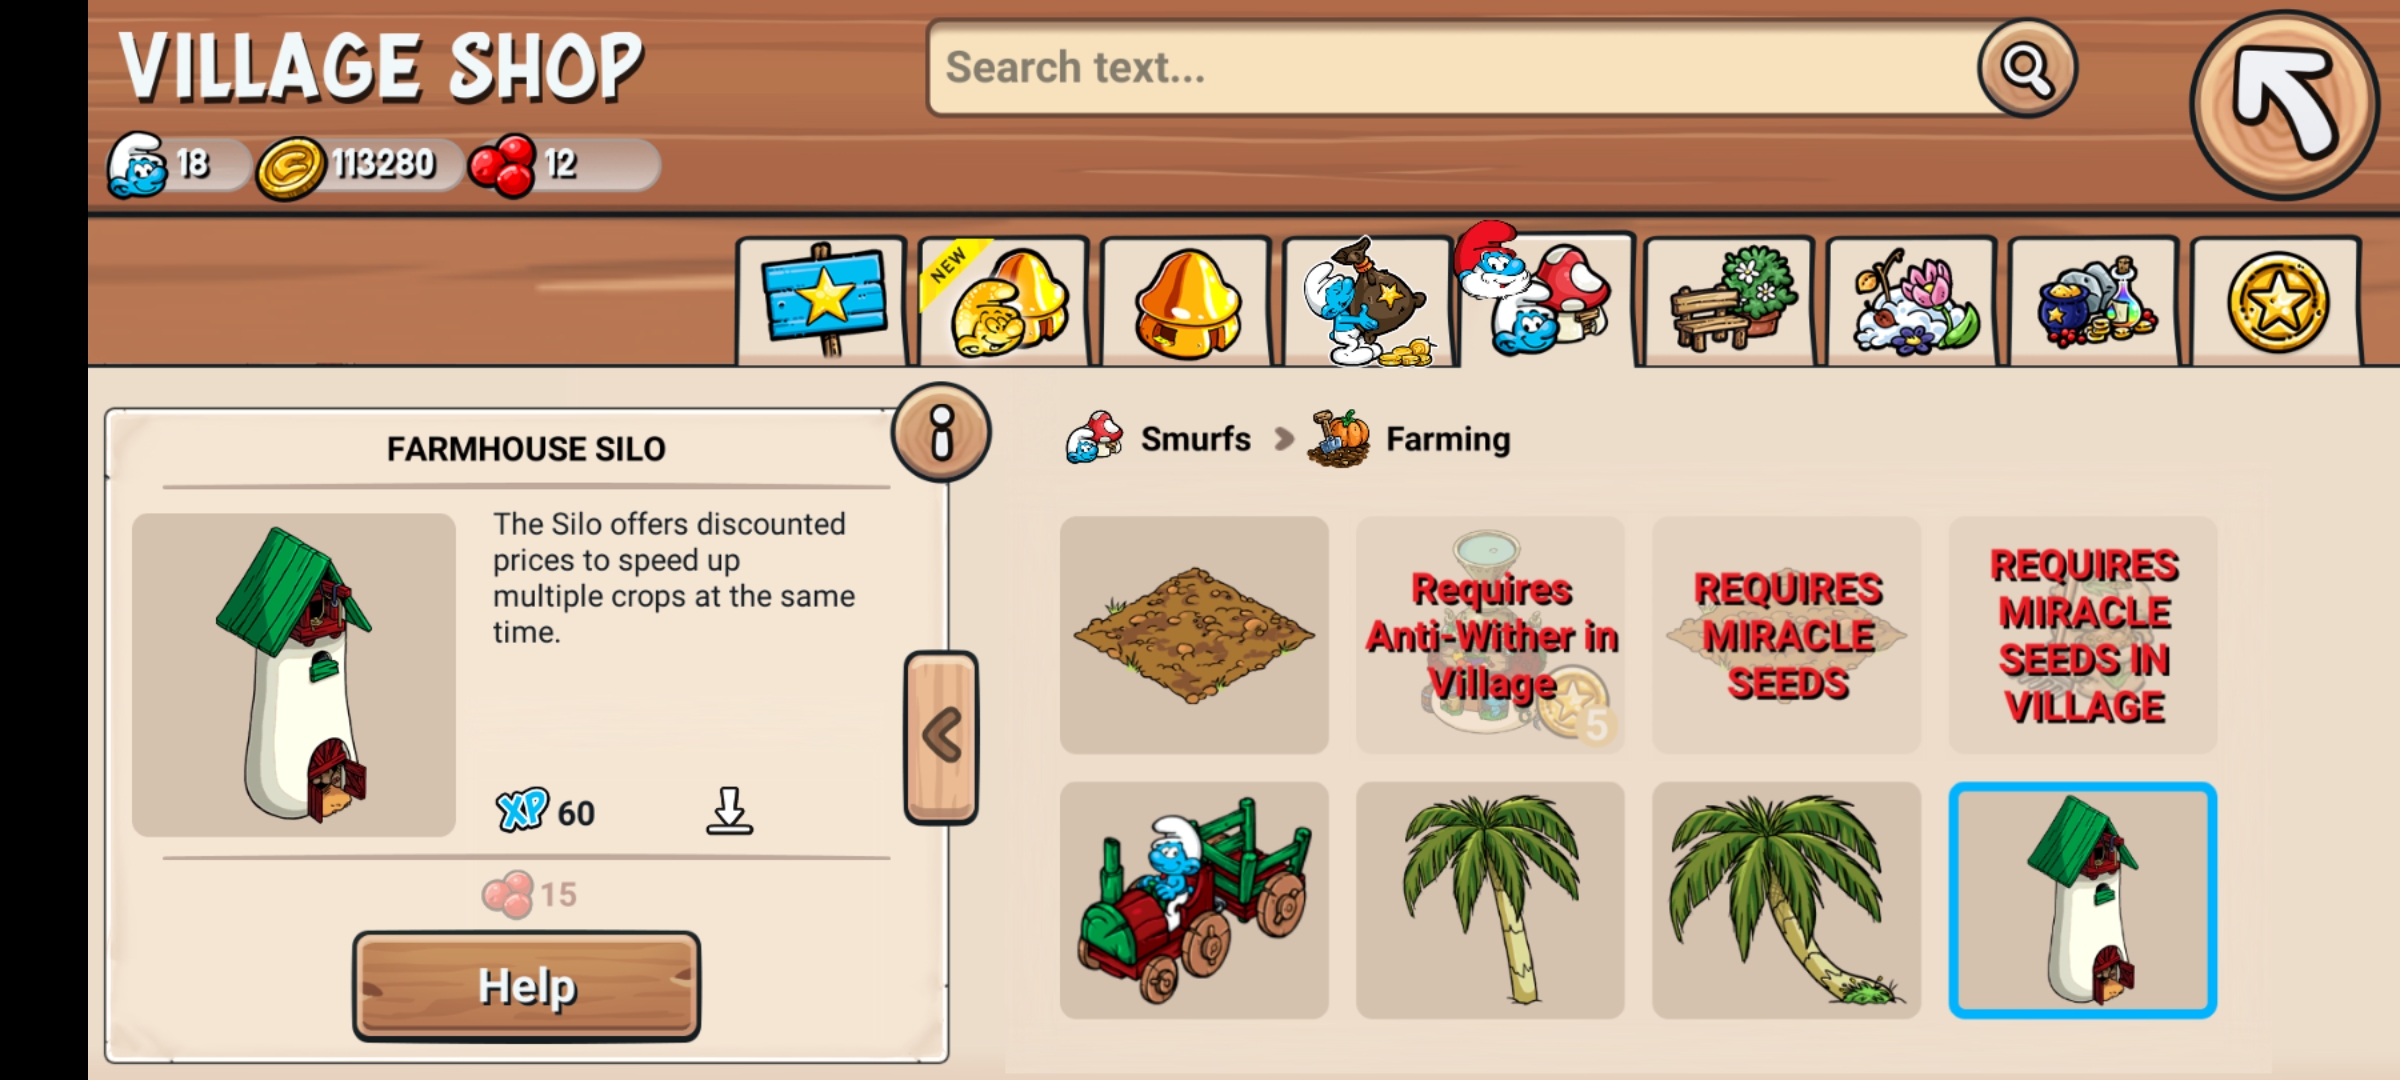 VILLAGE SHOP
Search text...
18
113280
12
NEW
FARMHOUSE SILO
The Silo offers discounted
prices to speed up
multiple crops at the same
time.
XP 60
15
Help
Smurfs > Farming
Requires
Anti-Wither in
Village
5
REQUIRES
MIRACLE
SEEDS
REQUIRES
MIRACLE
SEEDS IN
VILLAGE